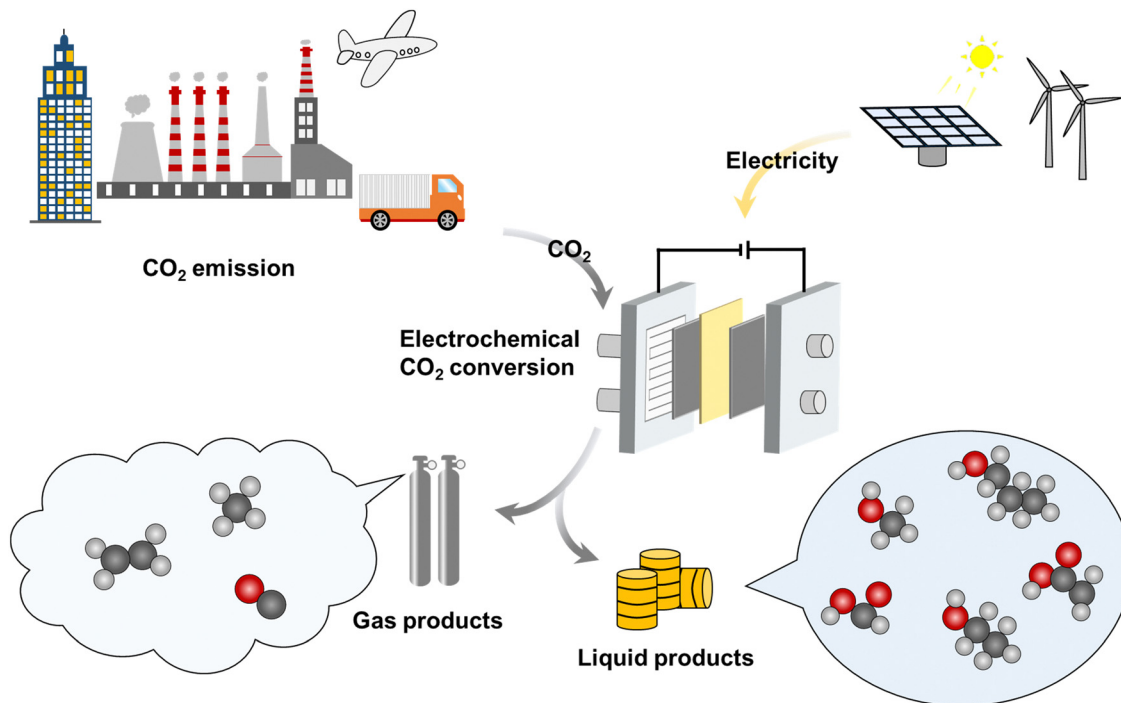 Electricity
CO₂
CO₂ emission
Electrochemical
CO₂ conversion
Gas products
Liquid products